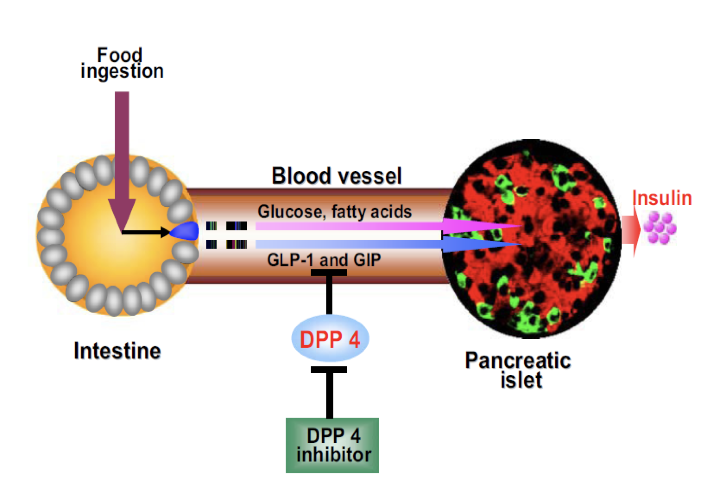 Food
ingestion
Blood vessel
Glucose, fatty acids
GLP-1 and GIP
Insulin
DPP 4
Intestine
Pancreatic
islet
DPP 4
inhibitor